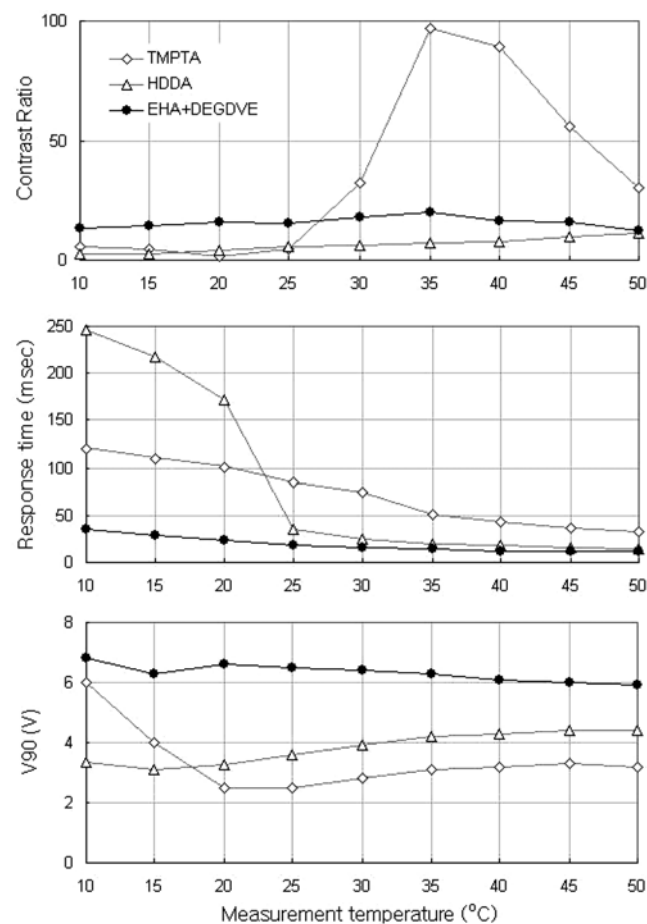 100
50
0
Contrast Ratio
TMPTA
HDDA
EHA+DEGDVE
10 15 20 25 30 35 40 45 50
250
200
150
100
50
0
Response time (msec)
10 15 20 25 30 35 40 45 50
8
6
4
2
0
V90 (V)
10 15 20 25 30 35 40 45 50
Measurement temperature (°C)